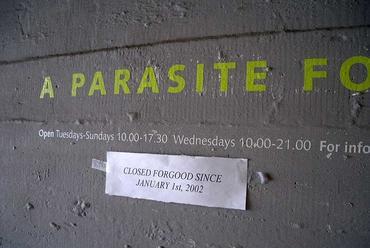 A PARASITE FO
Open Tuesdays-Sundays 10.00-17.30 Wednesdays 10.00-21.00 For info
CLOSED FORGOOD SINCE
JANUARY 1st, 2002